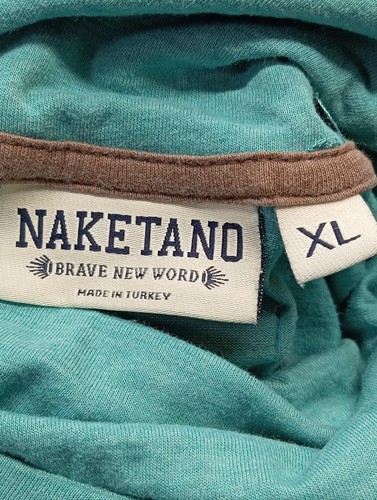 NAKETANO
BRAVE NEW WORD
MADE IN TURKEY
XL